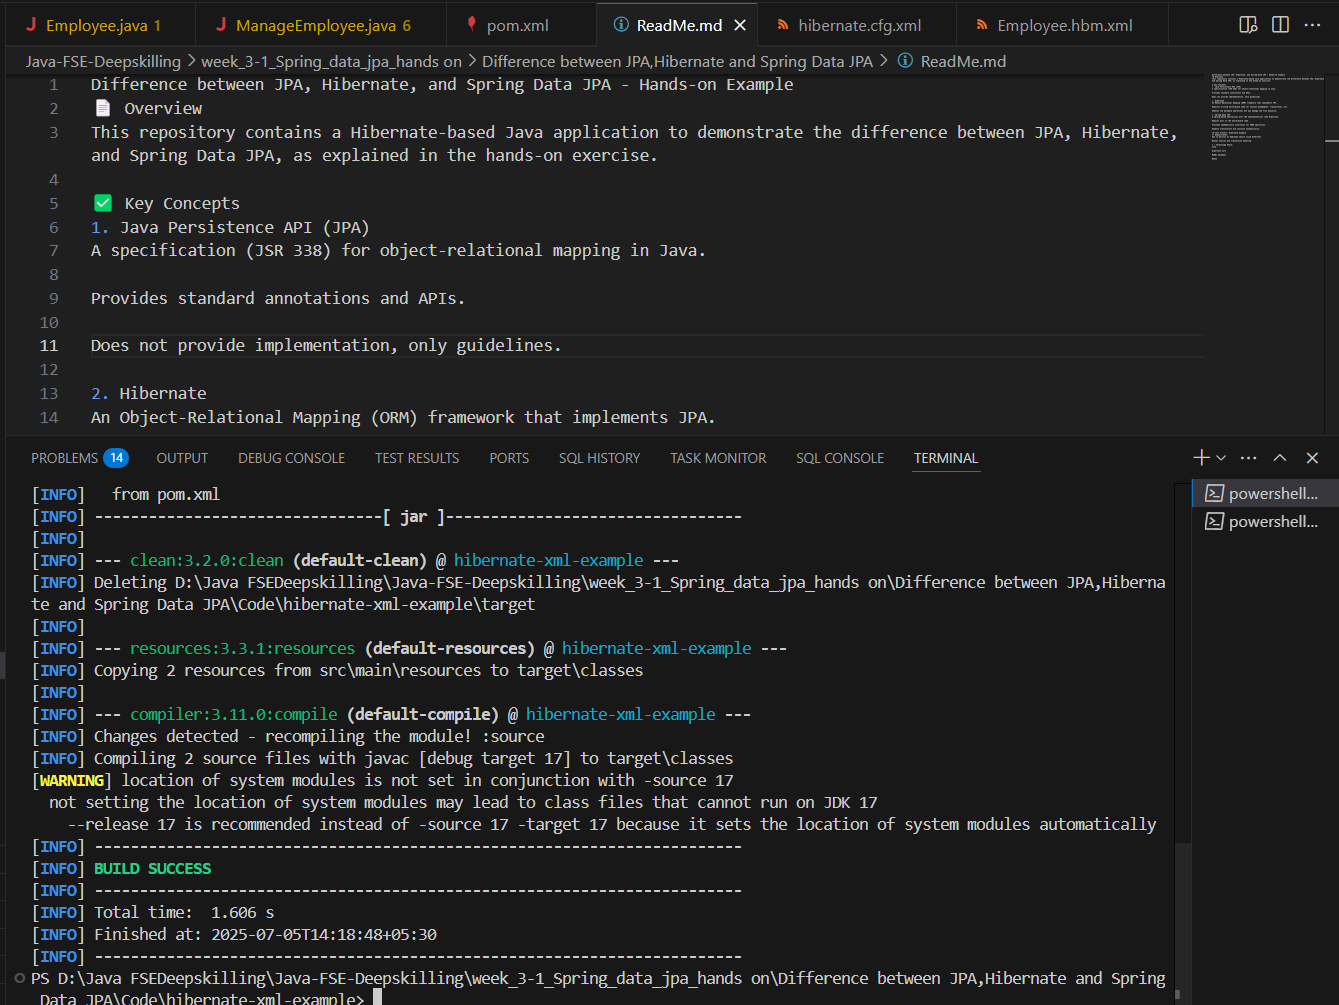 Employee.java 1
ManageEmployee.java 6
pom.xml
ReadMe.md
hibernate.cfg.xml
Employee.hbm.xml
Java-FSE-Deepskilling > week_3-1_Spring_data_jpa_hands on > Difference between JPA,Hibernate and Spring Data JPA > ReadMe.md
1 Difference between JPA, Hibernate, and Spring Data JPA - Hands-on Example
2 📄 Overview
3 This repository contains a Hibernate-based Java application to demonstrate the difference between JPA, Hibernate,
and Spring Data JPA, as explained in the hands-on exercise.
4
5 ✅ Key Concepts
6 1. Java Persistence API (JPA)
7 A specification (JSR 338) for object-relational mapping in Java.
8
9 Provides standard annotations and APIs.
10
11 Does not provide implementation, only guidelines.
12
13 2. Hibernate
14 An Object-Relational Mapping (ORM) framework that implements JPA.
PROBLEMS 14 OUTPUT DEBUG CONSOLE TEST RESULTS PORTS SQL HISTORY TASK MONITOR SQL CONSOLE TERMINAL
powershell...
powershell...
[INFO]   from pom.xml
[INFO] --------------------------------[ jar ]---------------------------------
[INFO]
[INFO] --- clean:3.2.0:clean (default-clean) @ hibernate-xml-example ---
[INFO] Deleting D:\Java FSEDeepskilling\Java-FSE-Deepskilling\week_3-1_Spring_data_jpa_hands on\Difference between JPA,Hiberna
te and Spring Data JPA\Code\hibernate-xml-example\target
[INFO]
[INFO] --- resources:3.3.1:resources (default-resources) @ hibernate-xml-example ---
[INFO] Copying 2 resources from src\main\resources to target\classes
[INFO]
[INFO] --- compiler:3.11.0:compile (default-compile) @ hibernate-xml-example ---
[INFO] Changes detected - recompiling the module! :source
[INFO] Compiling 2 source files with javac [debug target 17] to target\classes
[WARNING] location of system modules is not set in conjunction with -source 17
  not setting the location of system modules may lead to class files that cannot run on JDK 17
    --release 17 is recommended instead of -source 17 -target 17 because it sets the location of system modules automatically
[INFO] ------------------------------------------------------------------------
[INFO] BUILD SUCCESS
[INFO] ------------------------------------------------------------------------
[INFO] Total time:  1.606 s
[INFO] Finished at: 2025-07-05T14:18:48+05:30
[INFO] ------------------------------------------------------------------------
PS D:\Java FSEDeepskilling\Java-FSE-Deepskilling\week_3-1_Spring_data_jpa_hands on\Difference between JPA,Hibernate and Spring
 Data JPA\Code\hibernate-xml-example>